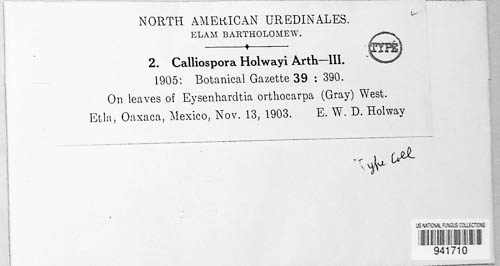 NORTH AMERICAN UREDINALES.
ELAM BARTHOLOMEW.
TYPE
2. Calliospora Holwayi Arth—III.
1905: Botanical Gazette 39 : 390.
On leaves of Eysenhardtia orthocarpa (Gray) West.
Etla, Oaxaca, Mexico, Nov. 13, 1903. E. W. D. Holway
Type Coll
US NATIONAL FUNGUS COLLECTIONS
941710